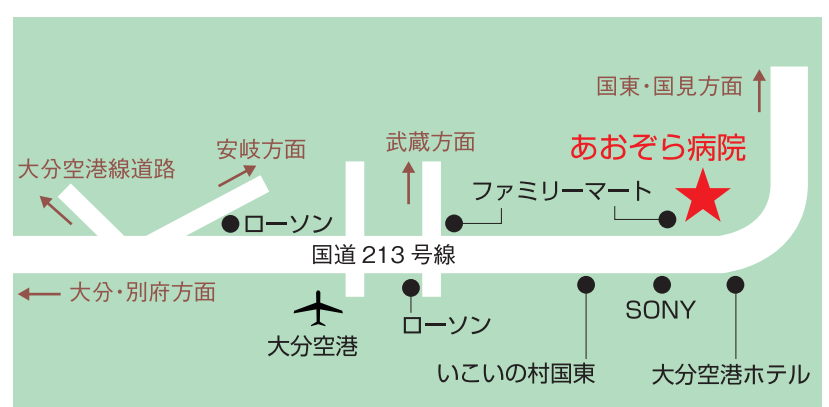 国東・国見方面
あおぞら病院
武蔵方面
安岐方面
大分空港線道路
ファミリーマート
ローソン
国道213号線
大分・別府方面
SONY
ローソン
大分空港
いこいの村国東
大分空港ホテル